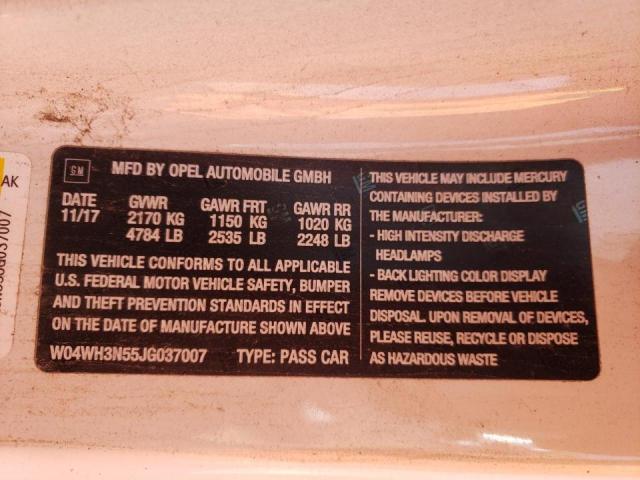 GM MFD BY OPEL AUTOMOBILE GMBH
DATE GVWR GAWR FRT GAWR RR
11/17 2170 KG 1150 KG 1020 KG
4784 LB 2535 LB 2248 LB
THIS VEHICLE CONFORMS TO ALL APPLICABLE
U.S. FEDERAL MOTOR VEHICLE SAFETY, BUMPER
AND THEFT PREVENTION STANDARDS IN EFFECT
ON THE DATE OF MANUFACTURE SHOWN ABOVE
W04WH3N55JG037007 TYPE: PASS CAR
THIS VEHICLE MAY INCLUDE MERCURY
CONTAINING DEVICES INSTALLED BY
THE MANUFACTURER:
- HIGH INTENSITY DISCHARGE
HEADLAMPS
- BACK LIGHTING COLOR DISPLAY
REMOVE DEVICES BEFORE VEHICLE
DISPOSAL. UPON REMOVAL OF DEVICES,
PLEASE REUSE, RECYCLE OR DISPOSE
AS HAZARDOUS WASTE
AK